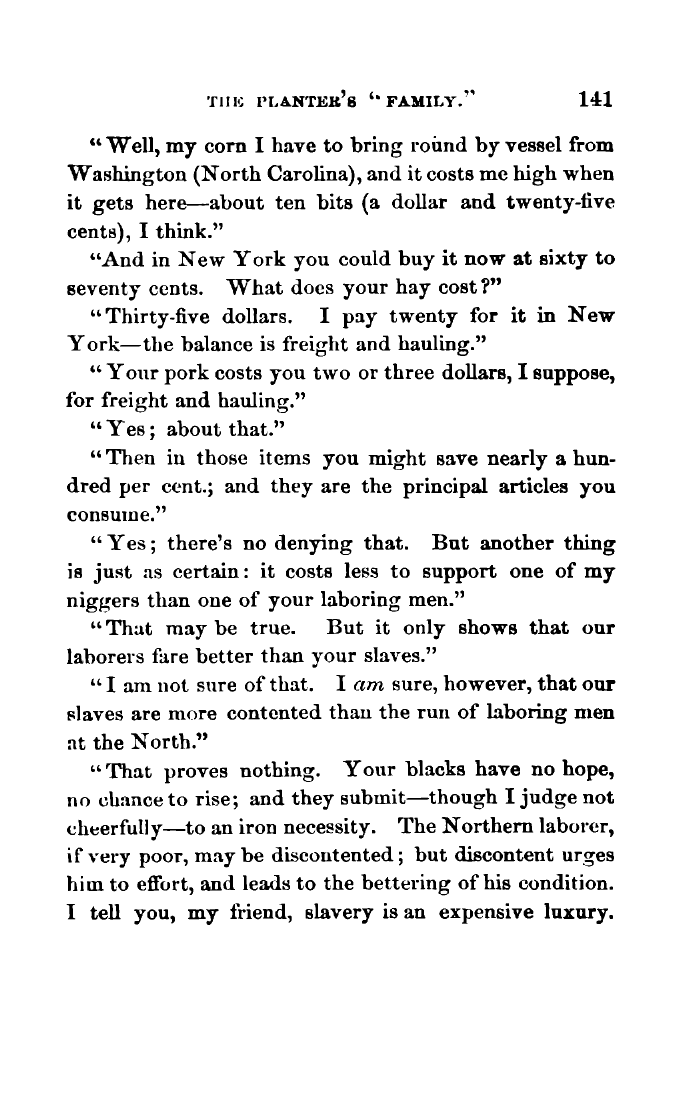 THE PLANTER'S "FAMILY." 141
"Well, my corn I have to bring round by vessel from
Washington (North Carolina), and it costs me high when
it gets here—about ten bits (a dollar and twenty-five
cents), I think."
"And in New York you could buy it now at sixty to
seventy cents. What does your hay cost?"
"Thirty-five dollars. I pay twenty for it in New
York—the balance is freight and hauling."
"Your pork costs you two or three dollars, I suppose,
for freight and hauling."
"Yes; about that."
"Then in those items you might save nearly a hun-
dred per cent.; and they are the principal articles you
consume."
"Yes; there's no denying that. But another thing
is just as certain: it costs less to support one of my
niggers than one of your laboring men."
"That may be true. But it only shows that our
laborers fare better than your slaves."
"I am not sure of that. I am sure, however, that our
slaves are more contented than the run of laboring men
at the North."
"That proves nothing. Your blacks have no hope,
no chance to rise; and they submit—though I judge not
cheerfully—to an iron necessity. The Northern laborer,
if very poor, may be discontented; but discontent urges
him to effort, and leads to the bettering of his condition.
I tell you, my friend, slavery is an expensive luxury.